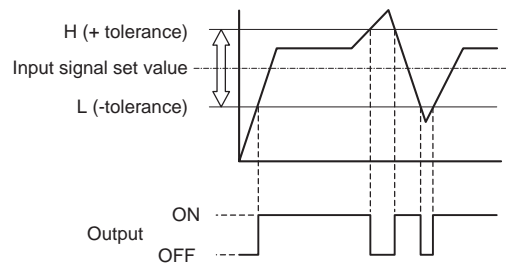 H (+ tolerance)
Input signal set value
L (-tolerance)
ON
Output
OFF